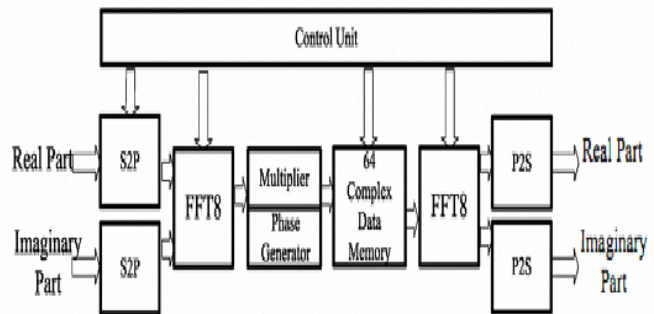 Control Unit
Real Part
S2P
FFT8
Multiplier
Phase
Generator
64
Complex
Data
Memory
FFT8
P2S
Real Part
Imaginary
Part
S2P
P2S
Imaginary
Part